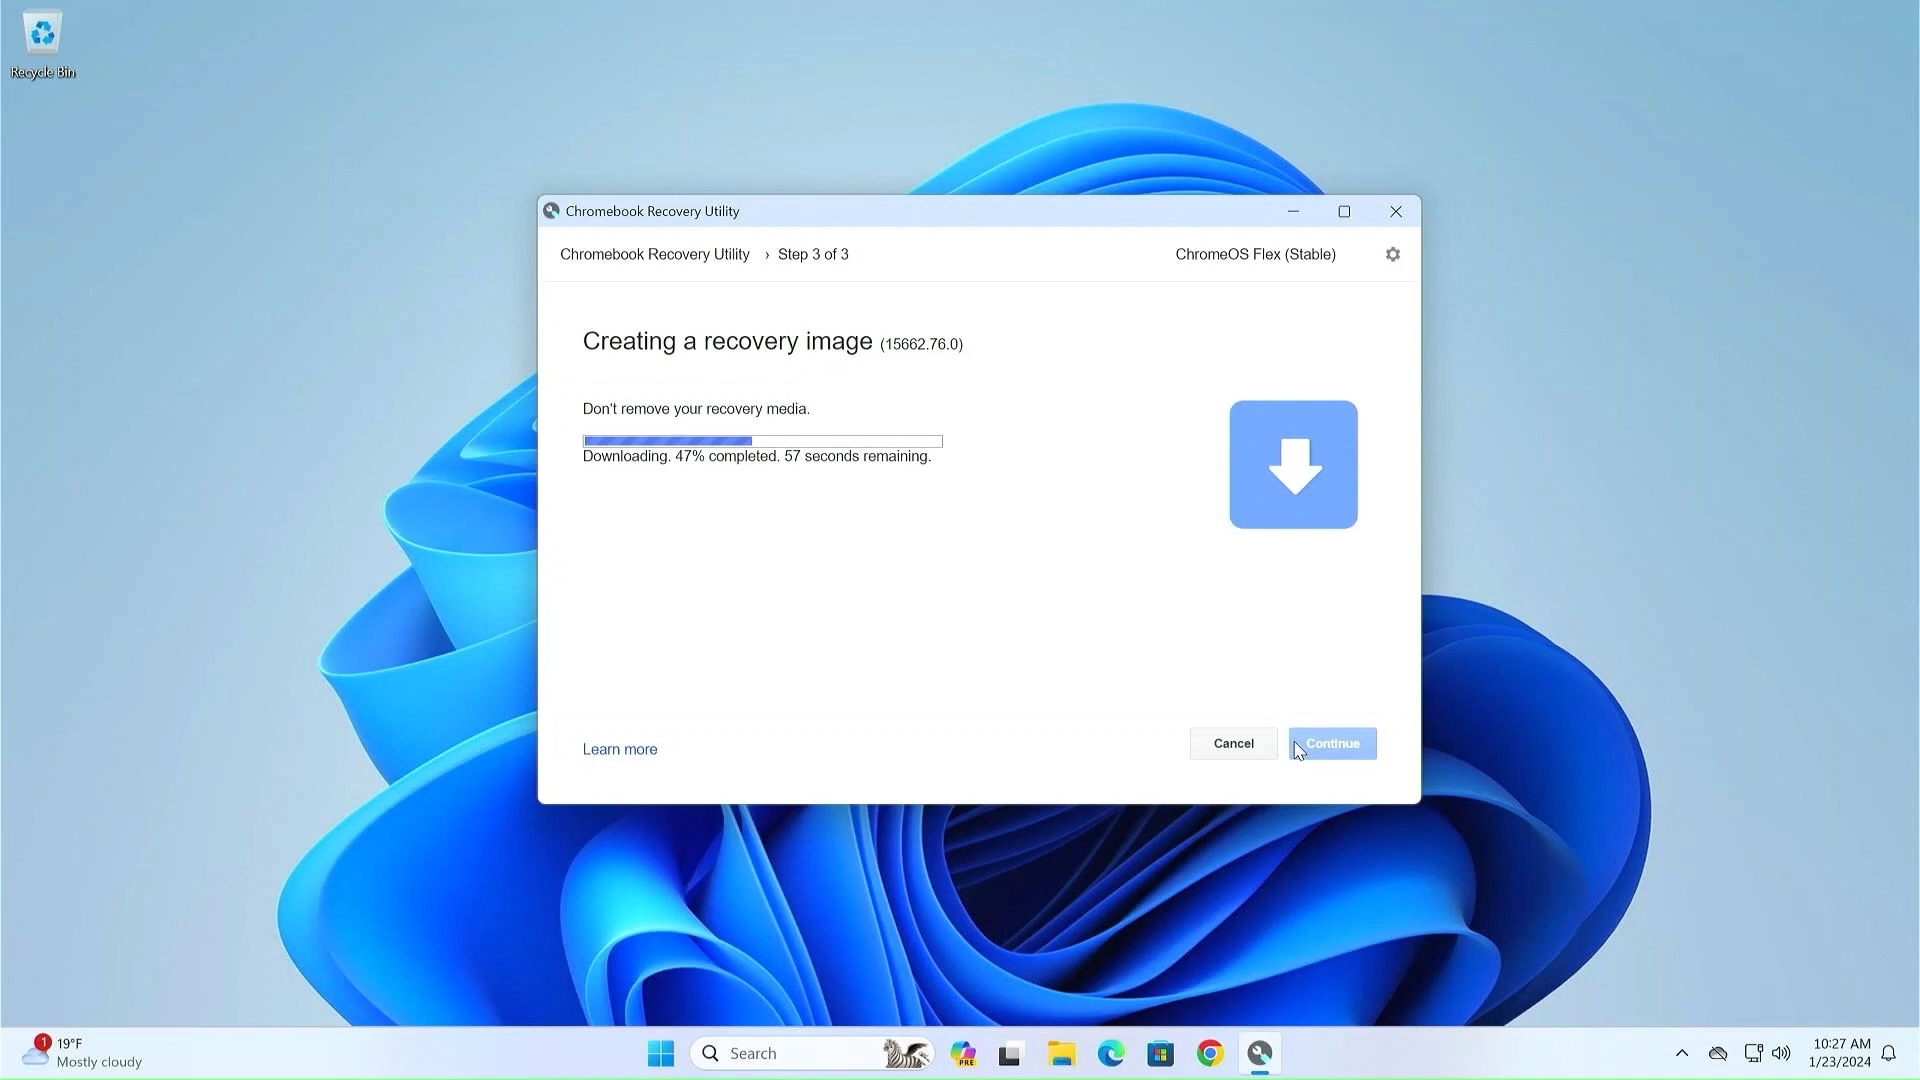 Recycle Bin
Chromebook Recovery Utility
Chromebook Recovery Utility › Step 3 of 3
ChromeOS Flex (Stable)
Creating a recovery image (15662.76.0)
Don't remove your recovery media.
Downloading. 47% completed. 57 seconds remaining.
Learn more
Cancel
Continue
1
19°F
Mostly cloudy
Search
PRE
10:27 AM
1/23/2024